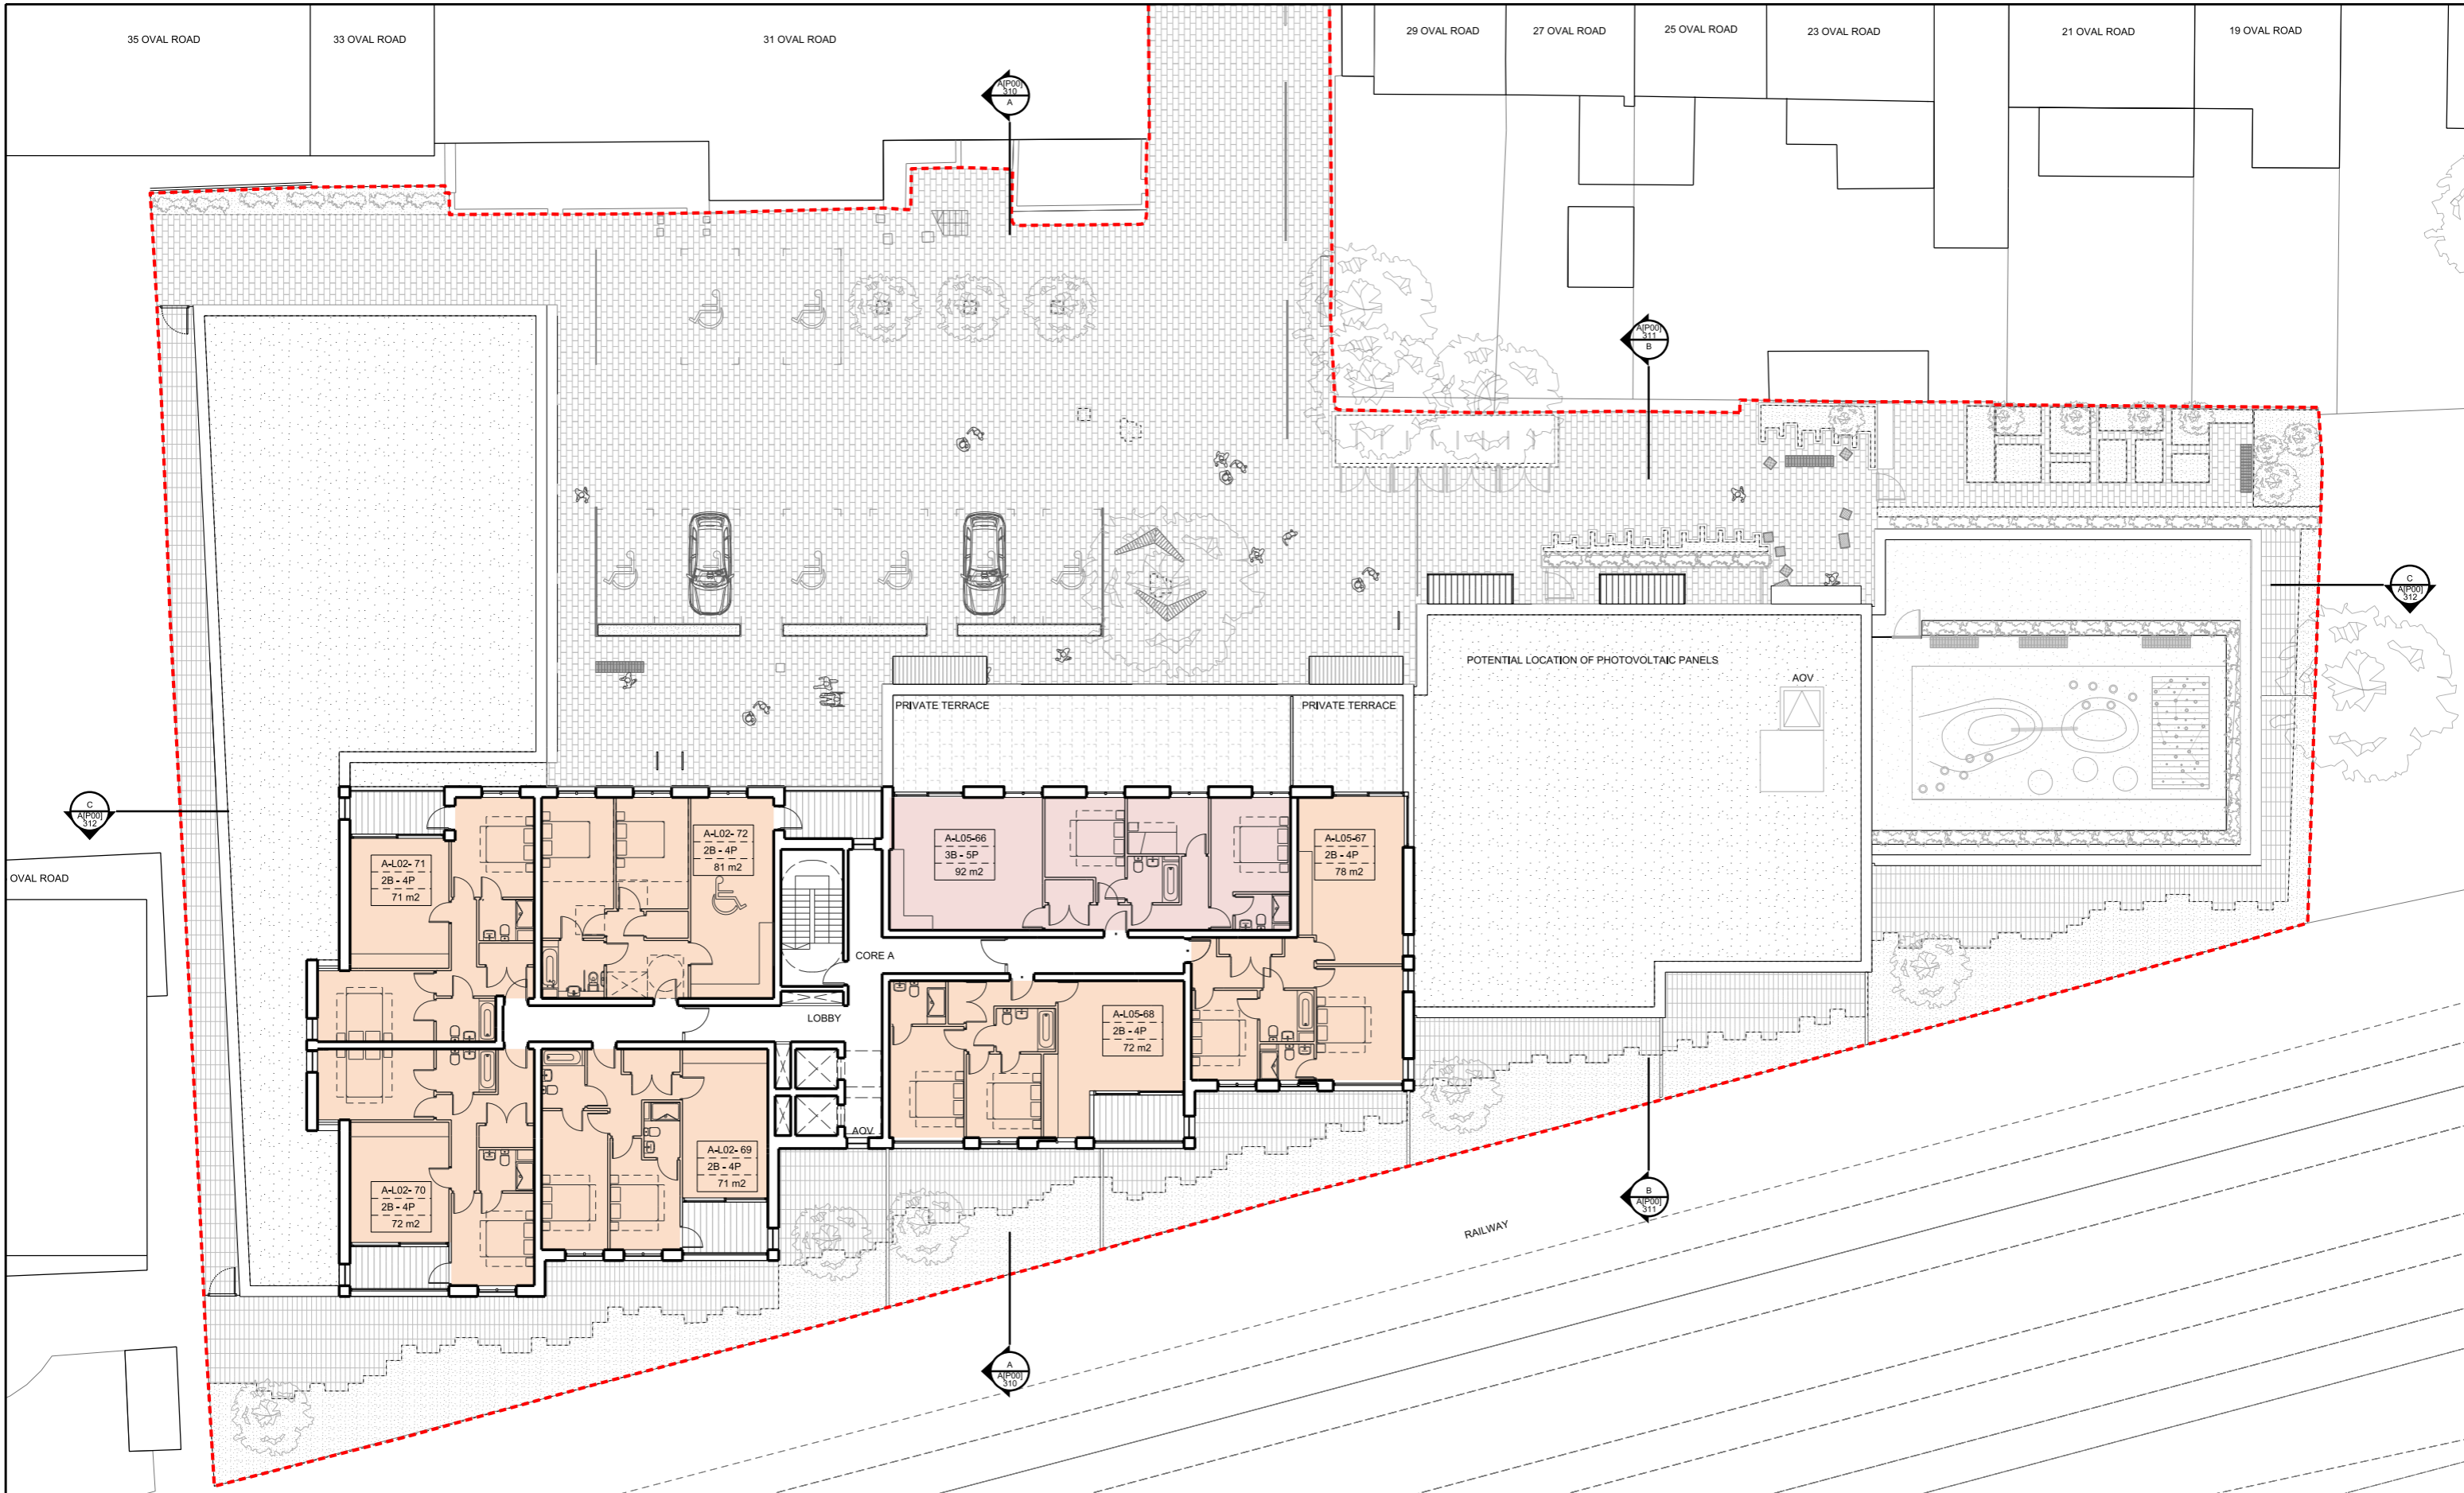 35 OVAL ROAD
33 OVAL ROAD
31 OVAL ROAD
29 OVAL ROAD
27 OVAL ROAD
25 OVAL ROAD
23 OVAL ROAD
21 OVAL ROAD
19 OVAL ROAD
A[P00]
310
A
A[P00]
311
B
C
A[P00]
312
POTENTIAL LOCATION OF PHOTOVOLTAIC PANELS
AOV
PRIVATE TERRACE
PRIVATE TERRACE
C
A[P00]
312
OVAL ROAD
A-L02- 71
2B - 4P
71 m2
A-L02- 72
2B - 4P
81 m2
A-L05-66
3B - 5P
92 m2
A-L05-67
2B - 4P
78 m2
CORE A
LOBBY
A-L05-68
2B - 4P
72 m2
AOV
A-L02- 69
2B - 4P
71 m2
A-L02- 70
2B - 4P
72 m2
B
A[P00]
311
RAILWAY
A
A[P00]
310